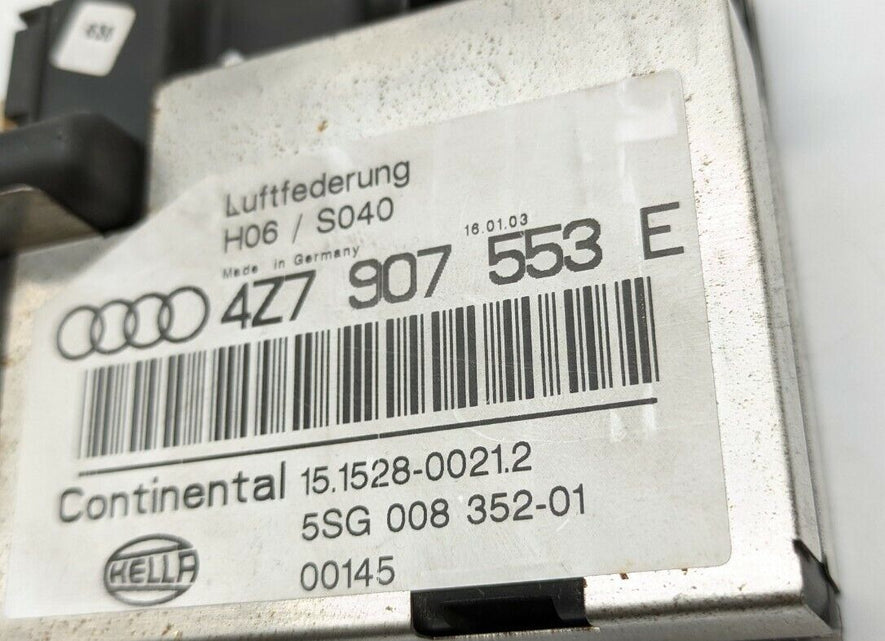 Luftfederung
H06 / S040
Made in Germany
16.01.03
4Z7 907 553 E
Continental 15.1528-0021.2
5SG 008 352-01
HELLA
00145